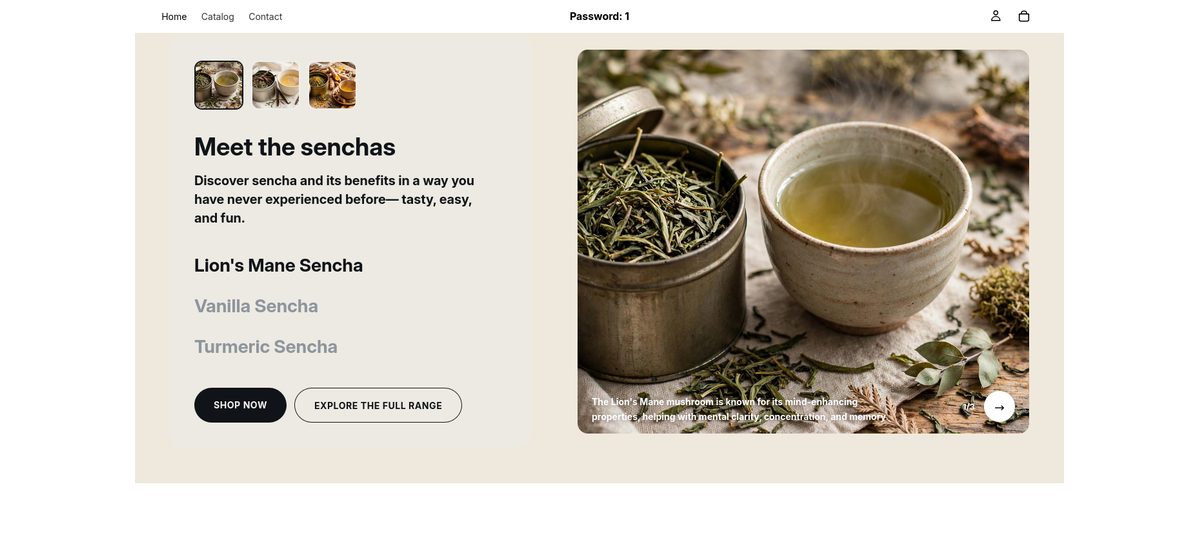 Home Catalog Contact
Password: 1
Meet the senchas
Discover sencha and its benefits in a way you
have never experienced before— tasty, easy,
and fun.
Lion's Mane Sencha
Vanilla Sencha
Turmeric Sencha
SHOP NOW
EXPLORE THE FULL RANGE
The Lion's Mane mushroom is known for its mind-enhancing
properties, helping with mental clarity, concentration, and memory.
1/3